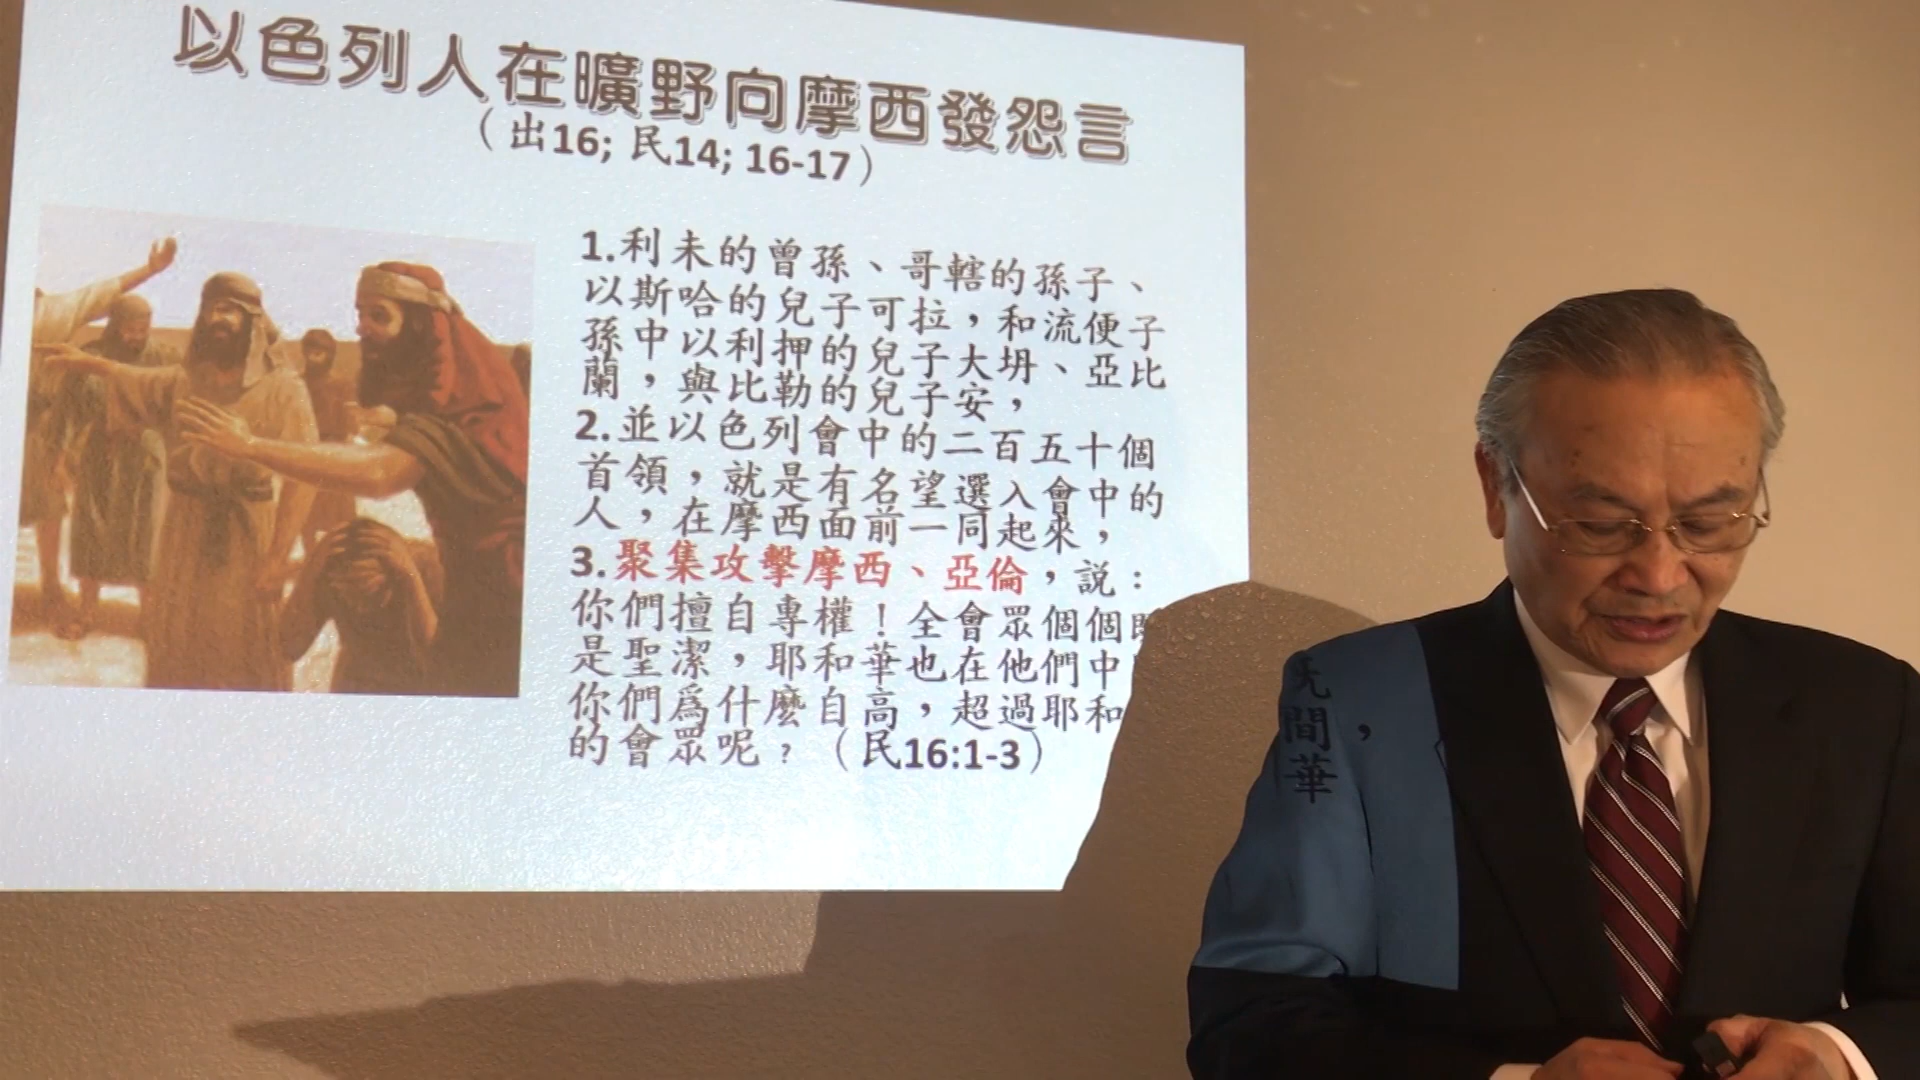 以色列人在曠野向摩西發怨言
（出16; 民14; 16-17）
1.利未的曾孫、哥轄的孫子、
以斯哈的兒子可拉，和流便子
孫中以利押的兒子大坍、亞比
蘭，與比勒的兒子安，
2.並以色列會中的二百五十個
首領，就是有名望選入會中的
人，在摩西面前一同起來，
3.聚集攻擊摩西、亞倫，説：
你們擅自專權！全會眾個個既
是聖潔，耶和華也在他們中間，
你們爲什麼自高，超過耶和華
的會眾呢﹖（民16:1-3）